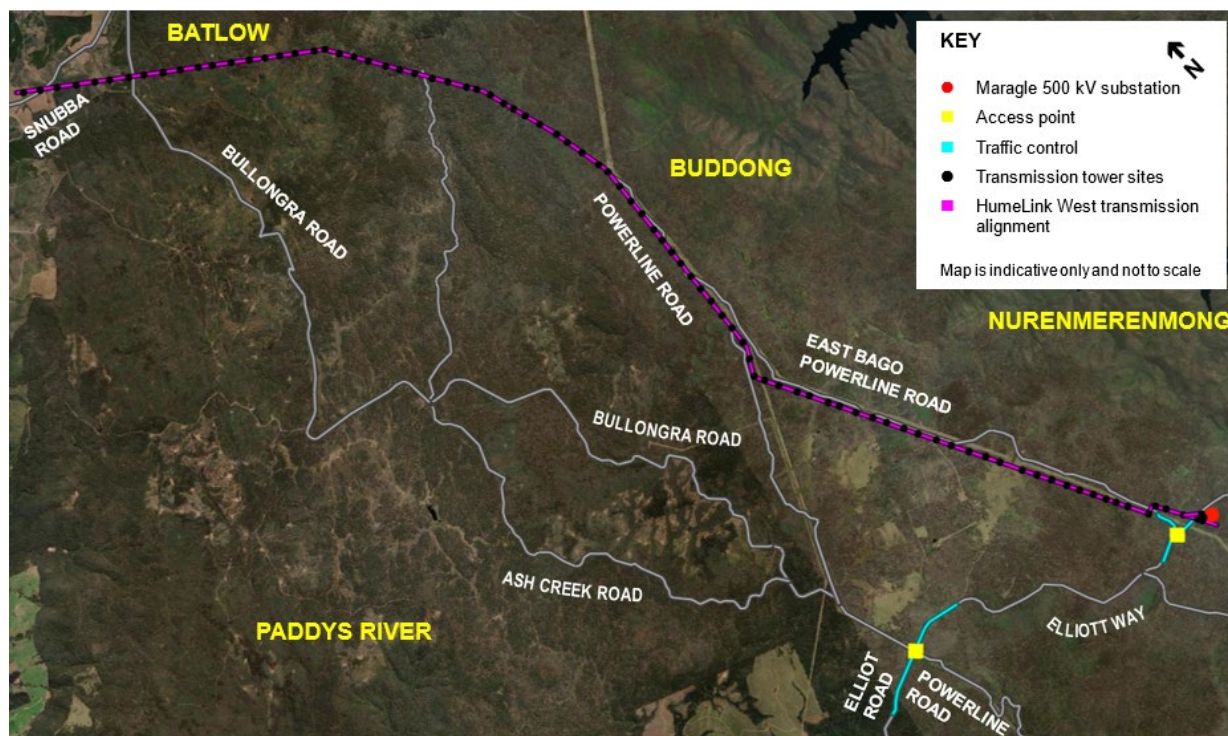 BATLOW
KEY
N
Maragle 500 kV substation
Access point
Traffic control
Transmission tower sites
HumeLink West transmission
alignment
Map is indicative only and not to scale
SNUBBA
ROAD
BULLONGRA ROAD
BUDDONG
POWERLINE ROAD
NURENMERENMONG
EAST BAGO
POWERLINE ROAD
BULLONGRA ROAD
ASH CREEK ROAD
PADDYS RIVER
ELLIOTT WAY
ELLIOT
ROAD
POWERLINE
ROAD